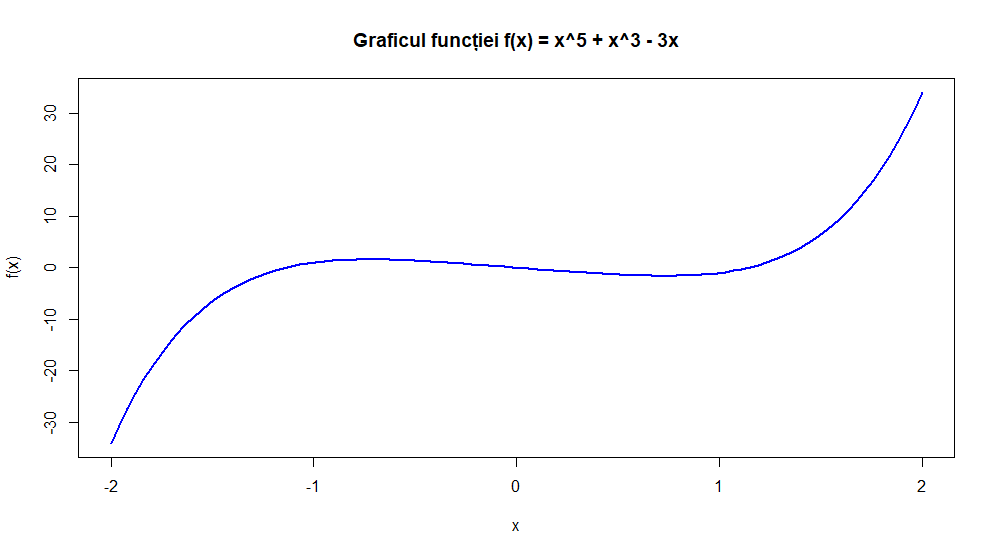 Graficul funcției f(x) = x^5 + x^3 - 3x
f(x)
30
20
10
0
-10
-20
-30
-2 -1 0 1 2
x